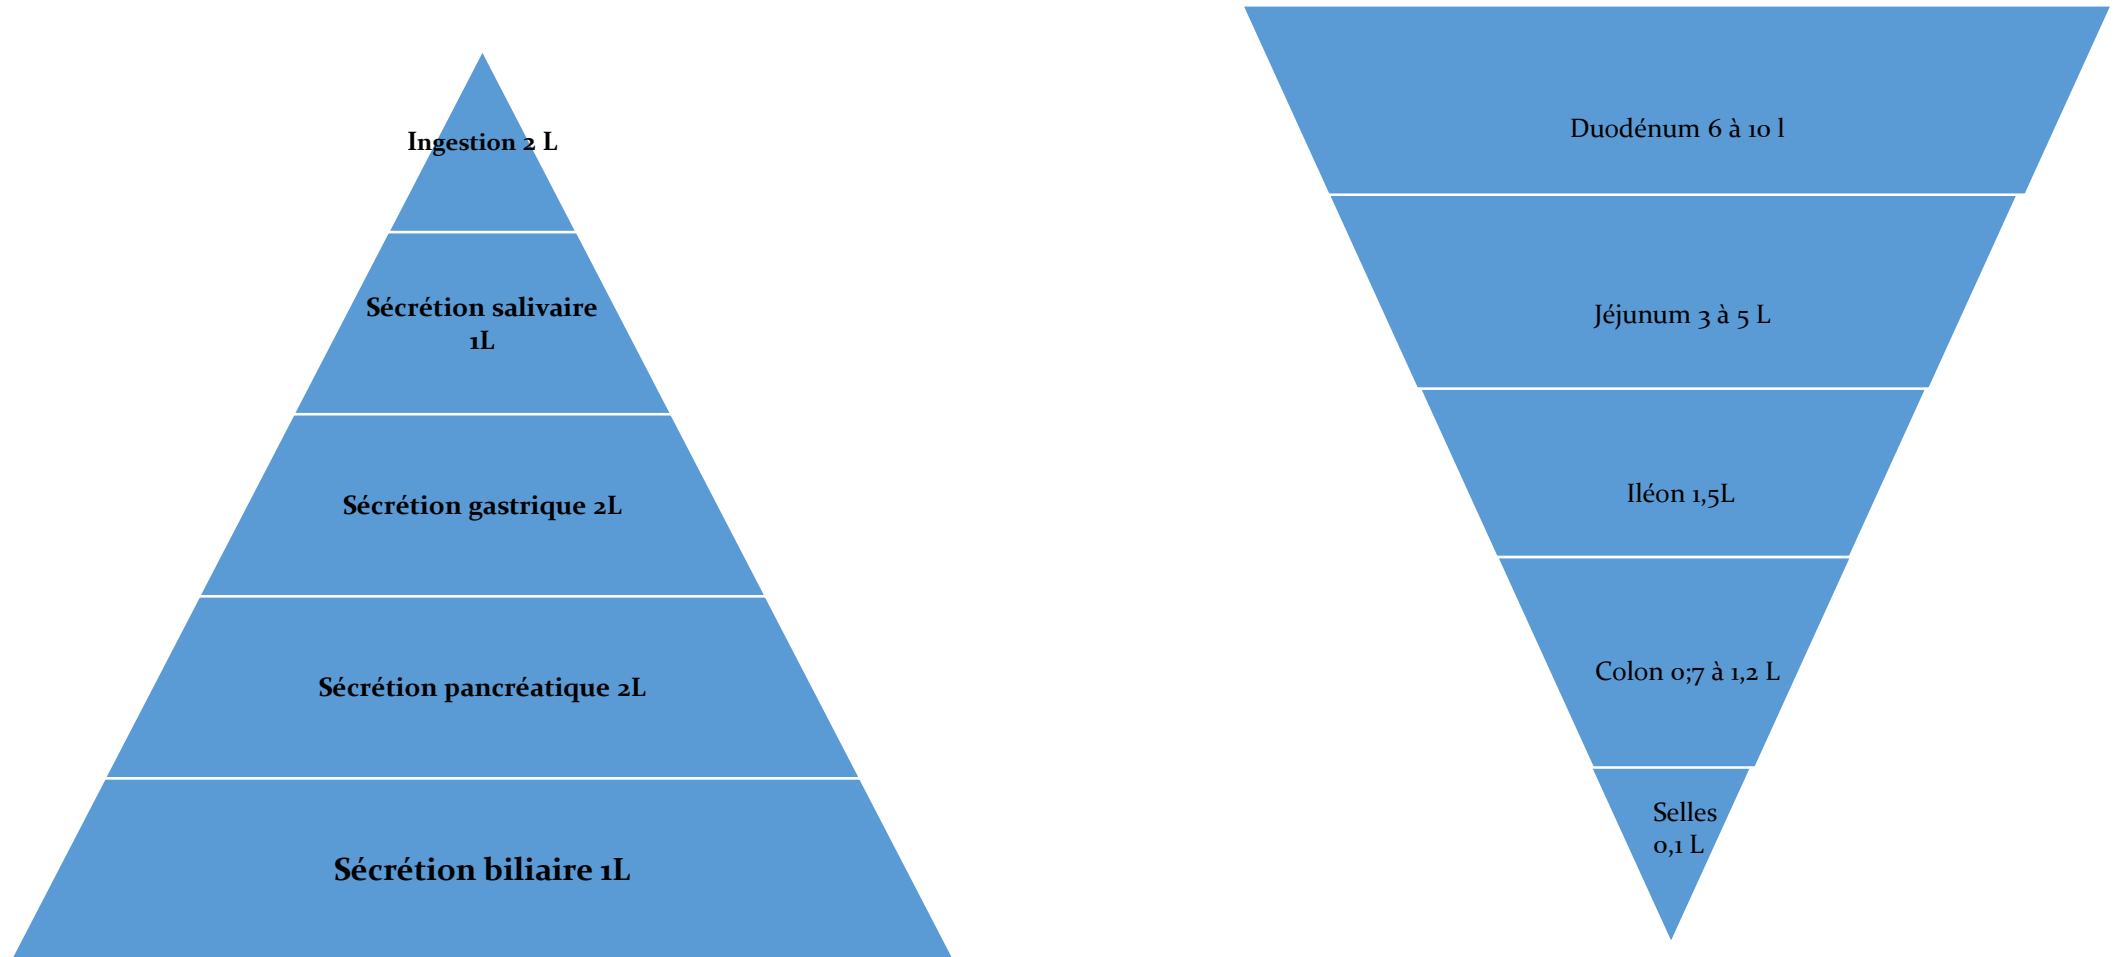 Ingestion 2 L
Sécrétion salivaire
1L
Sécrétion gastrique 2L
Sécrétion pancréatique 2L
Sécrétion biliaire 1L
Duodénum 6 à 10 l
Jéjunum 3 à 5 L
Iléon 1,5L
Colon 0;7 à 1,2 L
Selles
0,1 L